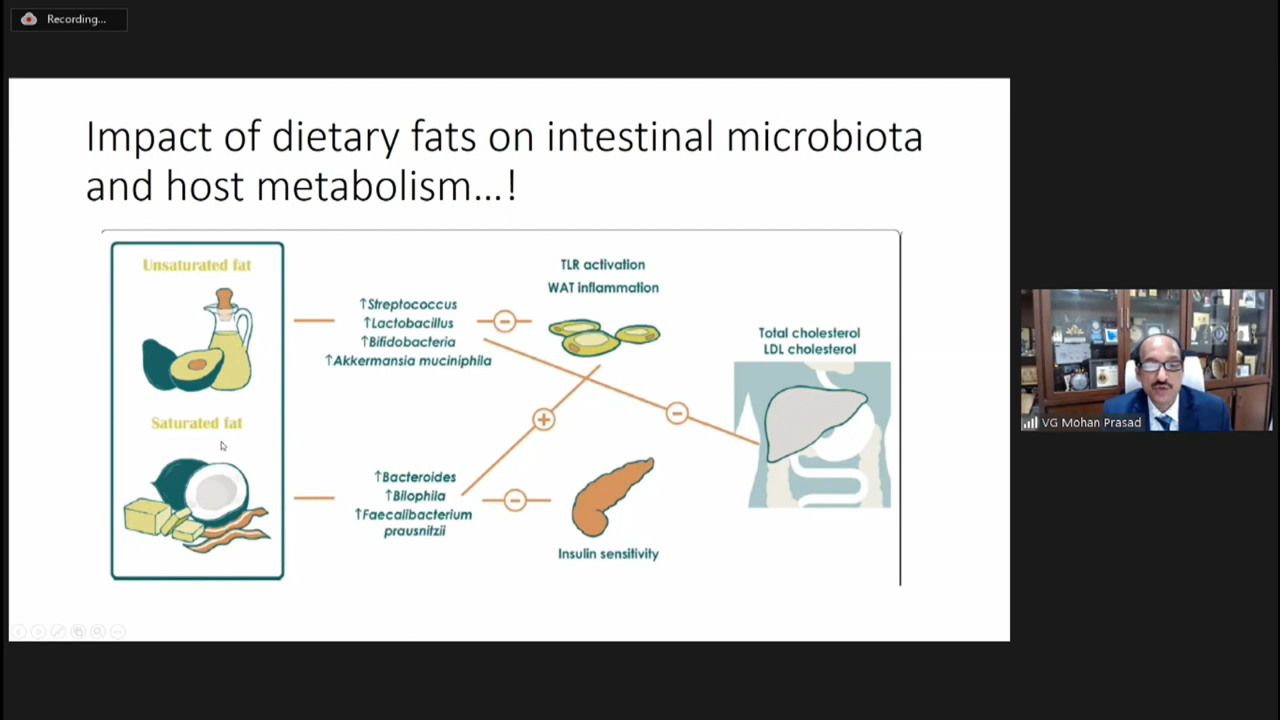 Recording...
Impact of dietary fats on intestinal microbiota
and host metabolism...!
Unsaturated fat
Saturated fat
↑Streptococcus
↑Lactobacillus
↑Bifidobacteria
↑Akkermansia muciniphila
↑Bacteroides
↑Bilophila
↑Faecalibacterium
prausnitzii
TLR activation
WAT inflammation
Insulin sensitivity
Total cholesterol
LDL cholesterol
VG Mohan Prasad